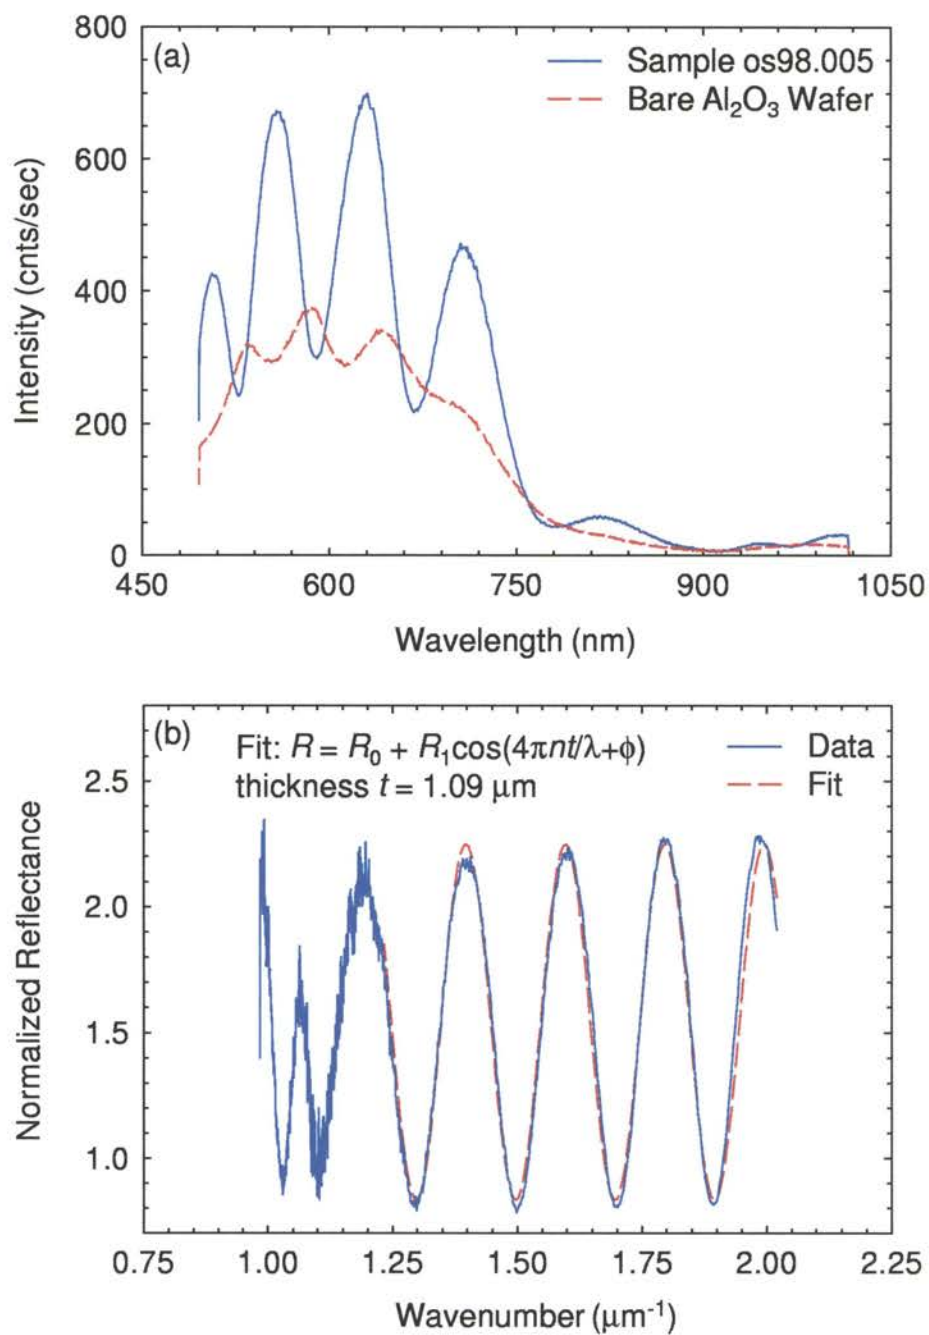 800
(a)
Sample os98.005
Bare Al₂O₃ Wafer
600
400
200
0
Intensity (cnts/sec)
450 600 750 900 1050
Wavelength (nm)
(b)
Fit: R = R₀ + R₁cos(4πnt/λ+ϕ)
thickness t = 1.09 μm
Data
Fit
2.5
2.0
1.5
1.0
Normalized Reflectance
0.75 1.00 1.25 1.50 1.75 2.00 2.25
Wavenumber (μm⁻¹)